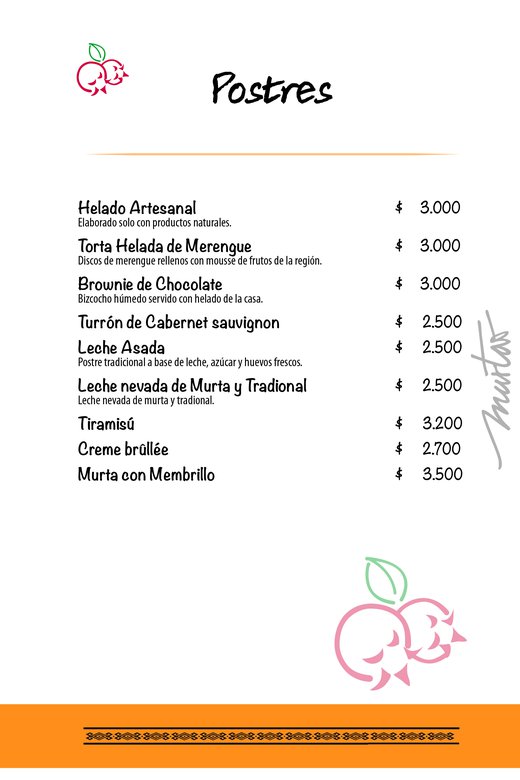 Postres
Helado Artesanal $ 3.000
Elaborado solo con productos naturales.
Torta Helada de Merengue $ 3.000
Discos de merengue rellenos con mousse de frutos de la región.
Brownie de Chocolate $ 3.000
Bizcocho húmedo servido con helado de la casa.
Turrón de Cabernet sauvignon $ 2.500
Leche Asada $ 2.500
Postre tradicional a base de leche, azúcar y huevos frescos.
Leche nevada de Murta y Tradional $ 2.500
Leche nevada de murta y tradional.
Tiramisú $ 3.200
Creme brûllée $ 2.700
Murta con Membrillo $ 3.500
murtao